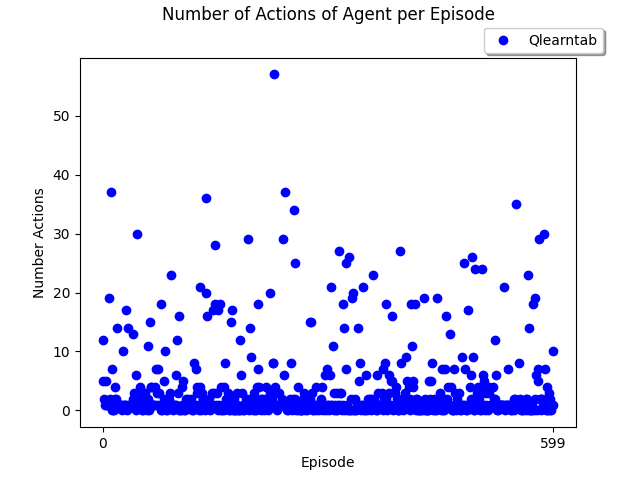 Number of Actions of Agent per Episode
Qlearntab
50
40
30
20
10
0
Number Actions
0 599
Episode